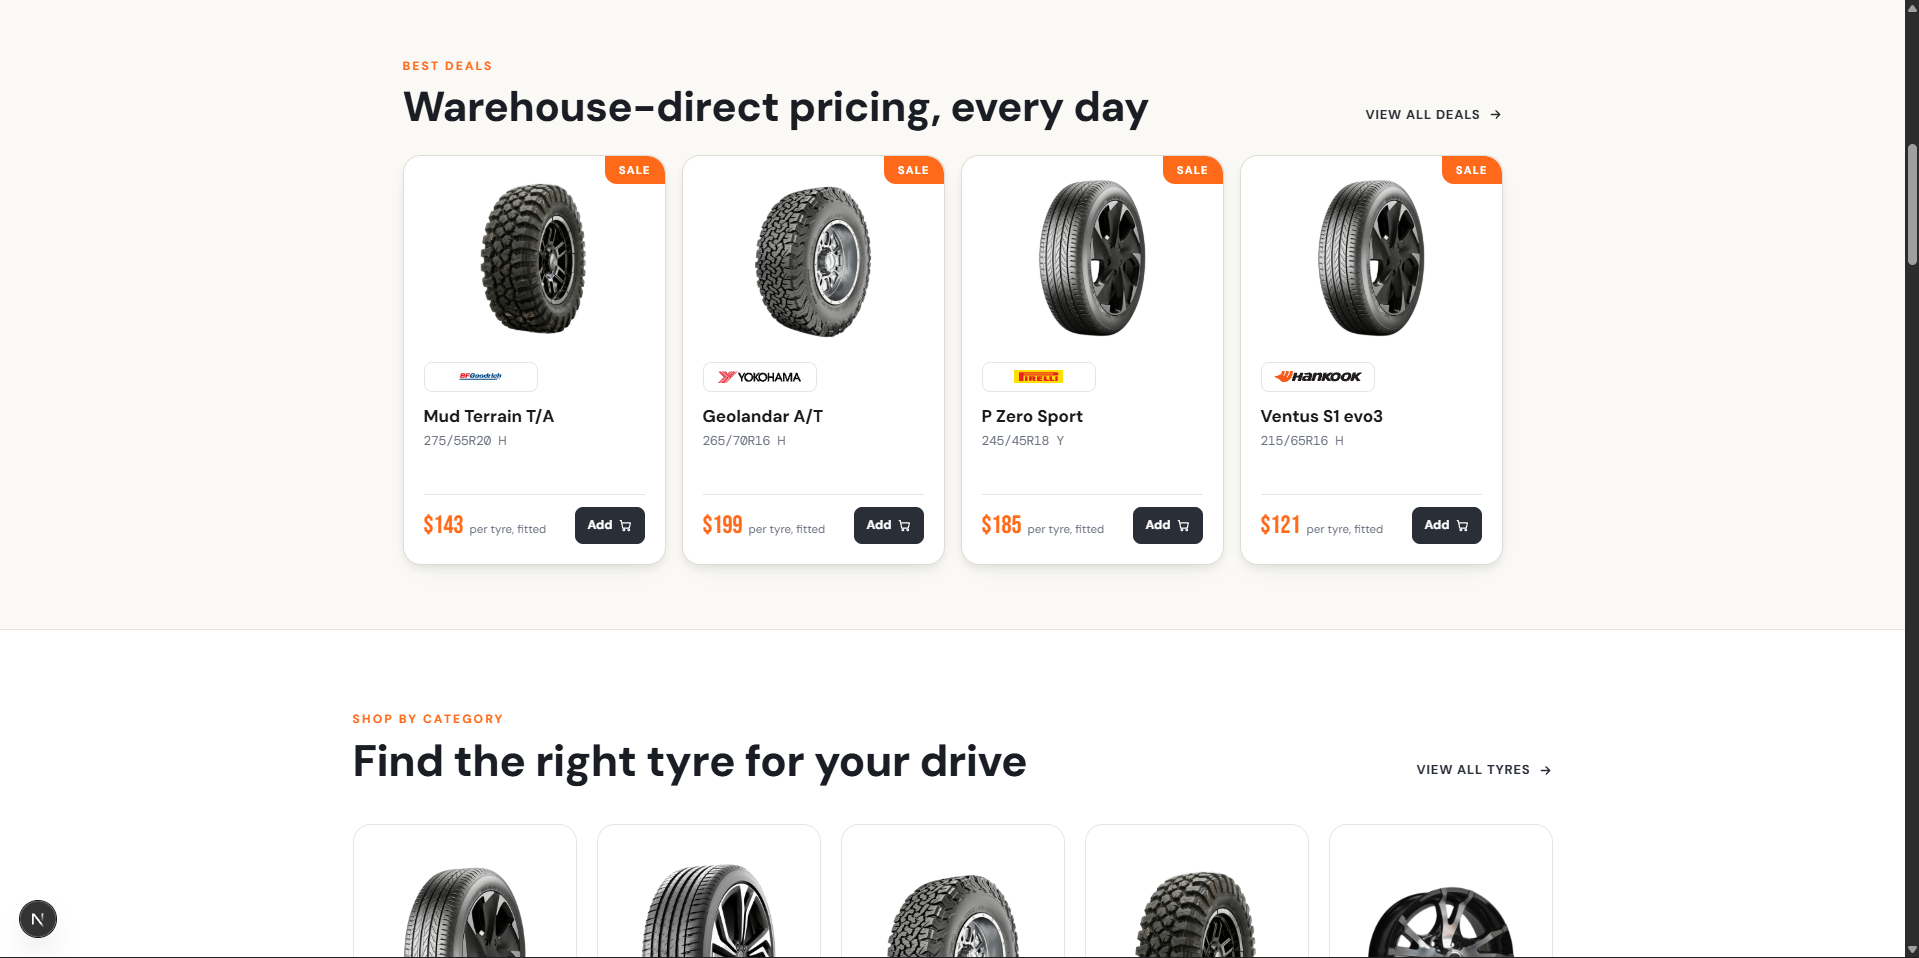 BEST DEALS
Warehouse-direct pricing, every day
VIEW ALL DEALS →
SALE
SALE
SALE
SALE
BFGoodrich
YOKOHAMA
PIRELLI
HANKOOK
Mud Terrain T/A
Geolandar A/T
P Zero Sport
Ventus S1 evo3
275/55R20 H
265/70R16 H
245/45R18 Y
215/65R16 H
$143 per tyre, fitted Add
$199 per tyre, fitted Add
$185 per tyre, fitted Add
$121 per tyre, fitted Add
SHOP BY CATEGORY
Find the right tyre for your drive
VIEW ALL TYRES →
N